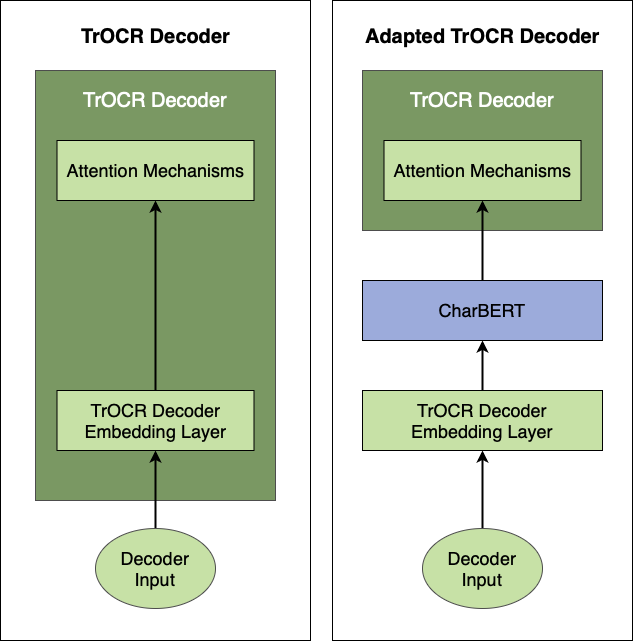 TrOCR Decoder
TrOCR Decoder
Attention Mechanisms
TrOCR Decoder
Embedding Layer
Decoder
Input
Adapted TrOCR Decoder
TrOCR Decoder
Attention Mechanisms
CharBERT
TrOCR Decoder
Embedding Layer
Decoder
Input